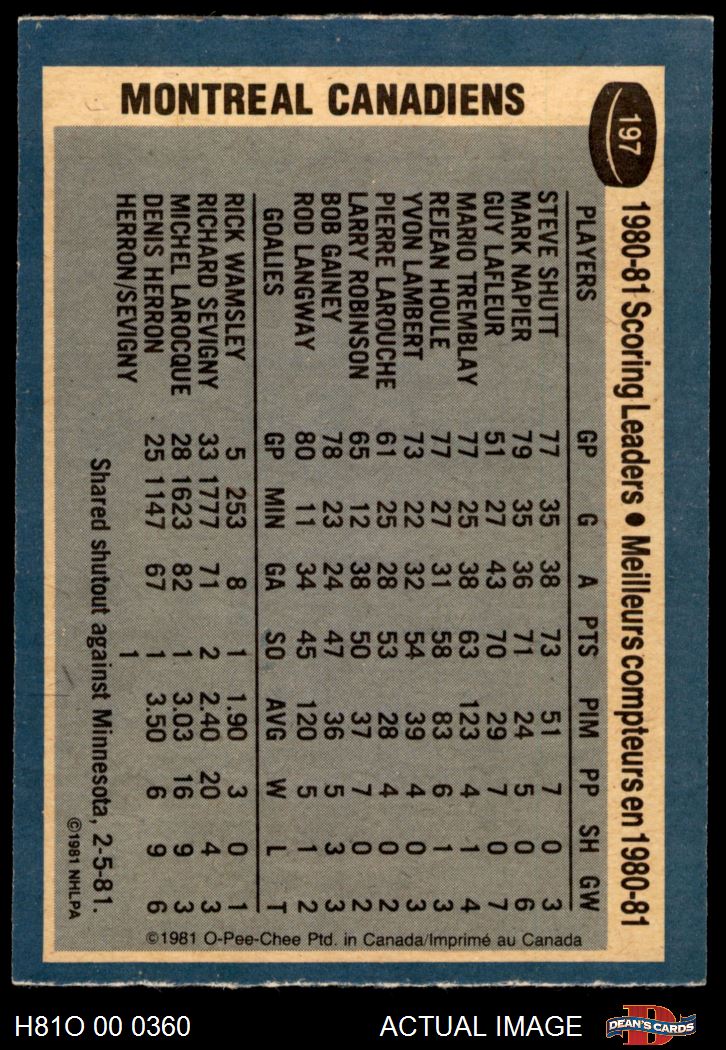 MONTREAL CANADIENS
197
1980-81 Scoring Leaders • Meilleurs compteurs en 1980-81
PLAYERS GP G A PTS PIM PP SH GW
STEVE SHUTT 77 35 38 73 51 7 0 3
MARK NAPIER 79 35 36 71 24 5 0 6
GUY LAFLEUR 51 27 43 70 29 7 0 7
MARIO TREMBLAY 77 25 38 63 123 4 1 4
REJEAN HOULE 77 27 31 58 83 6 1 3
YVON LAMBERT 73 22 32 54 39 4 0 3
PIERRE LAROUCHE 61 25 28 53 28 4 0 2
LARRY ROBINSON 65 12 38 50 37 7 0 2
BOB GAINEY 78 23 24 47 36 5 3 3
ROD LANGWAY 80 11 34 45 120 5 1 2
GOALIES GP MIN GA SO AVG W L T
RICK WAMSLEY 5 253 8 1 1.90 3 0 1
RICHARD SEVIGNY 33 1777 71 2 2.40 20 4 3
MICHEL LAROCQUE 28 1623 82 1 3.03 16 9 3
DENIS HERRON 25 1147 67 1 3.50 6 9 6
HERRON/SEVIGNY 1
Shared shutout against Minnesota, 2-5-81.
©1981 NHLPA
©1981 O-Pee-Chee Ptd. in Canada/Imprimé au Canada
H81O 00 0360
ACTUAL IMAGE
DEAN'S CARDS